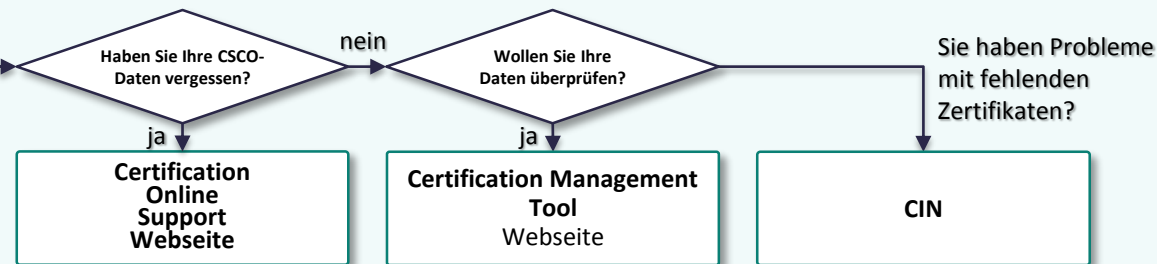 Haben Sie Ihre CSCO-
Daten vergessen?
nein
Wollen Sie Ihre
Daten überprüfen?
Sie haben Probleme
mit fehlenden
Zertifikaten?
ja
ja
Certification
Online
Support
Webseite
Certification Management
Tool
Webseite
CIN